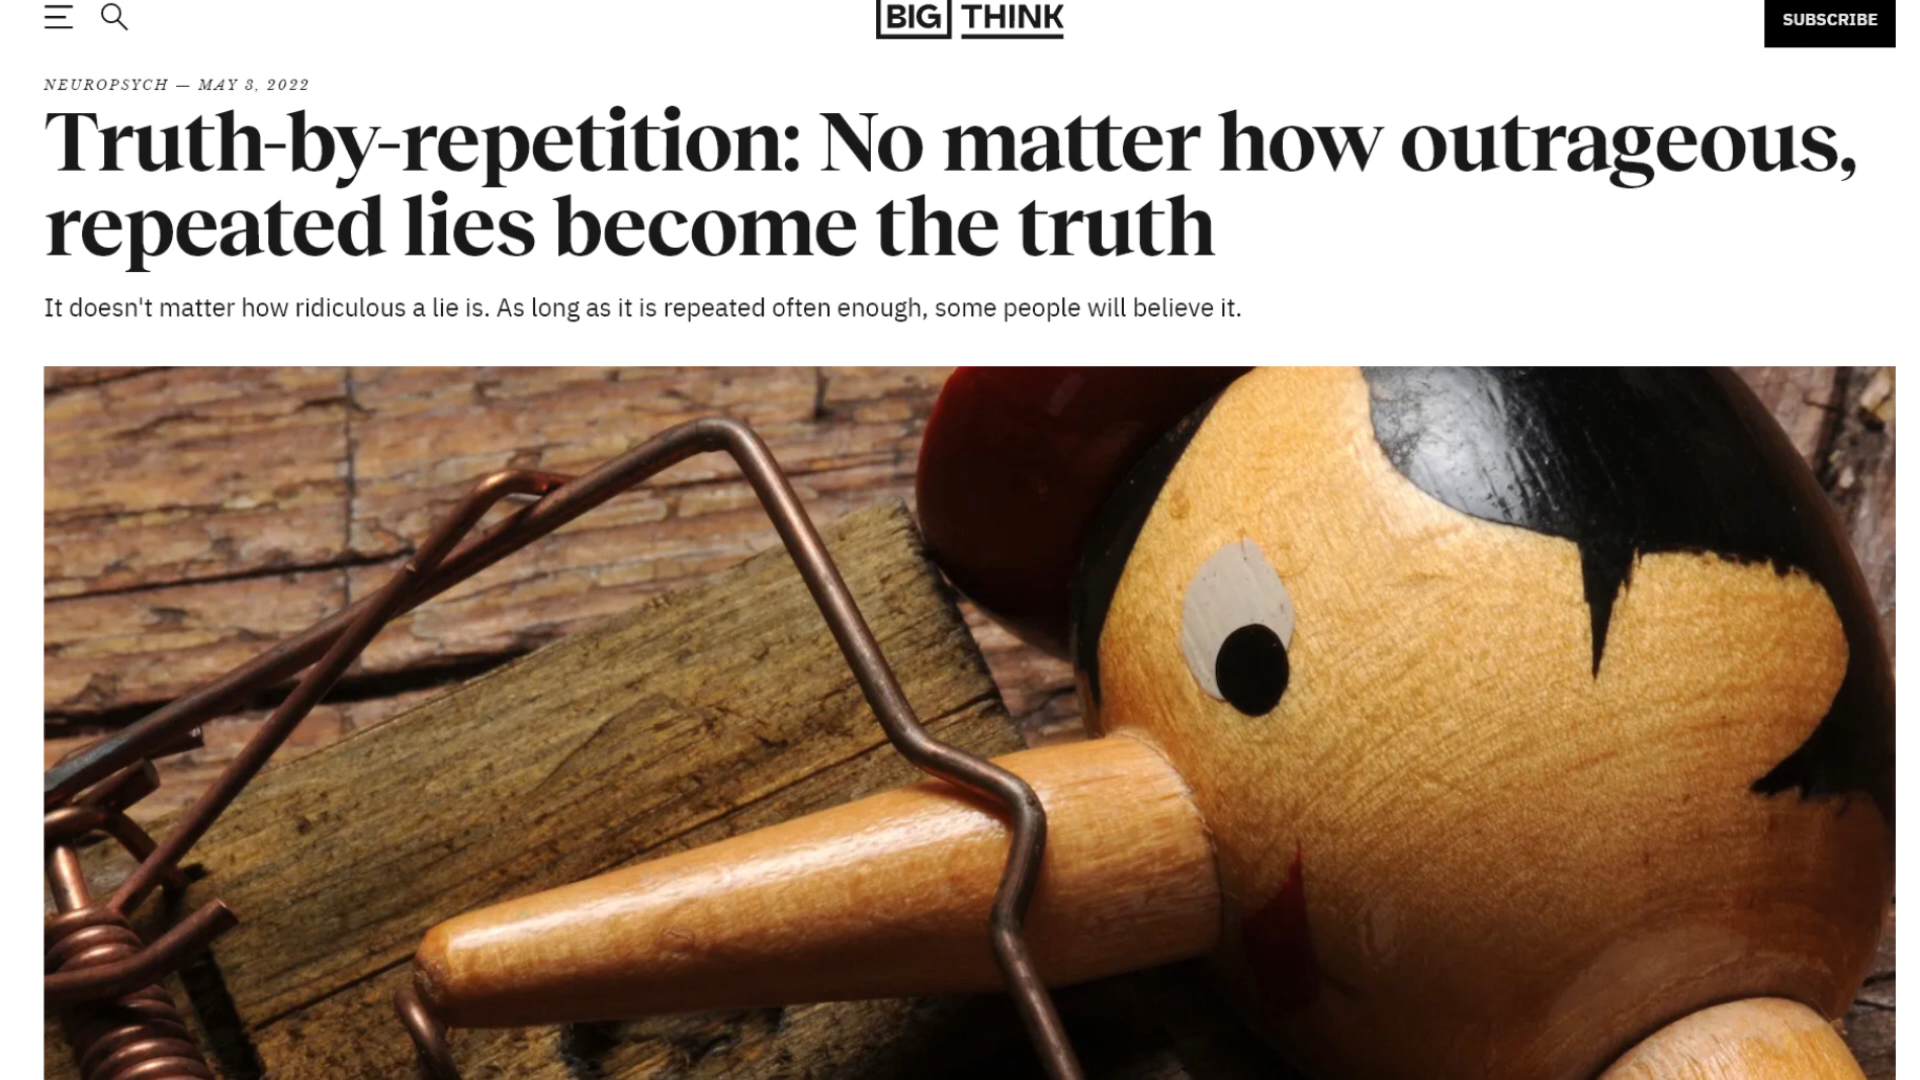 BIG THINK
SUBSCRIBE
NEUROPSYCH — MAY 3, 2022
Truth-by-repetition: No matter how outrageous,
repeated lies become the truth
It doesn't matter how ridiculous a lie is. As long as it is repeated often enough, some people will believe it.